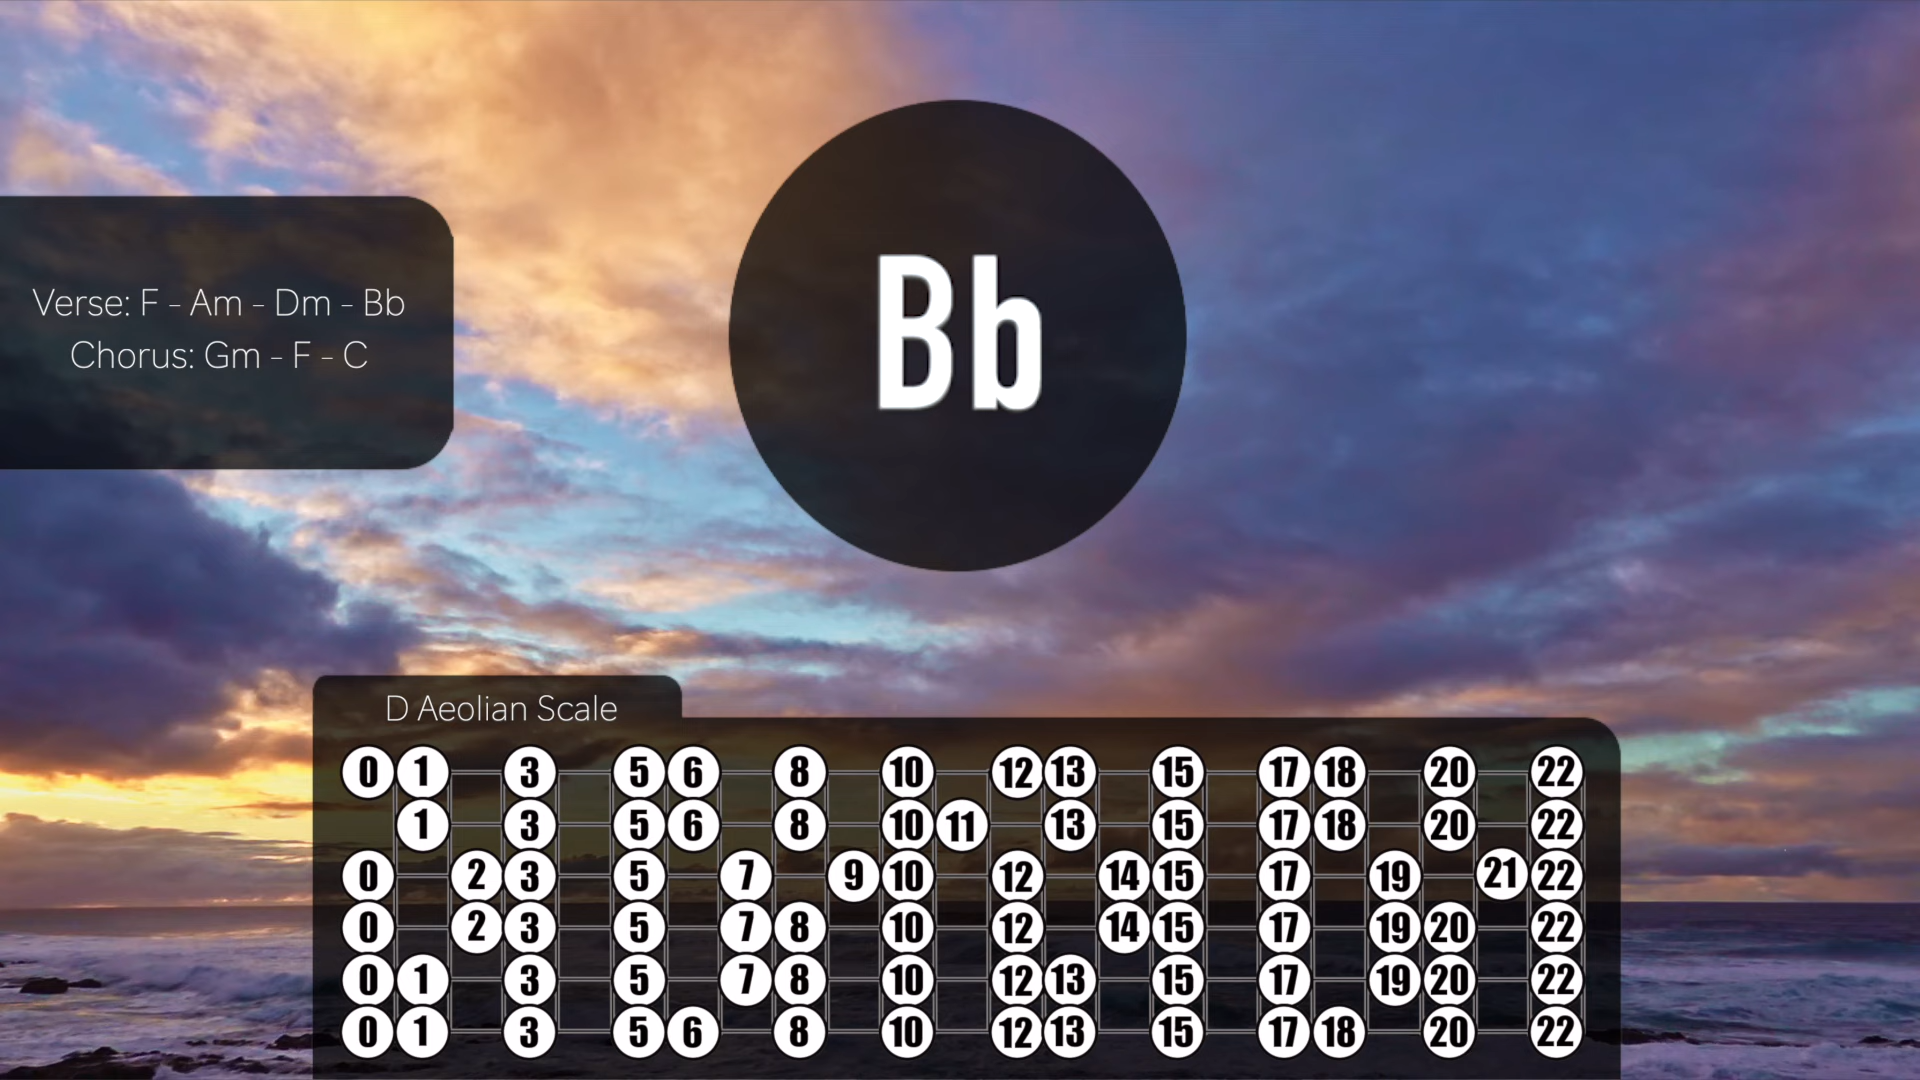 Bb
Verse: F - Am - Dm - Bb
Chorus: Gm - F - C
D Aeolian Scale
0 1 3 5 6 8 10 12 13 15 17 18 20 22
1 3 5 6 8 10 11 13 15 17 18 20 22
0 2 3 5 7 9 10 12 14 15 17 19 21 22
0 2 3 5 7 8 10 12 14 15 17 19 20 22
0 1 3 5 7 8 10 12 13 15 17 19 20 22
0 1 3 5 6 8 10 12 13 15 17 18 20 22